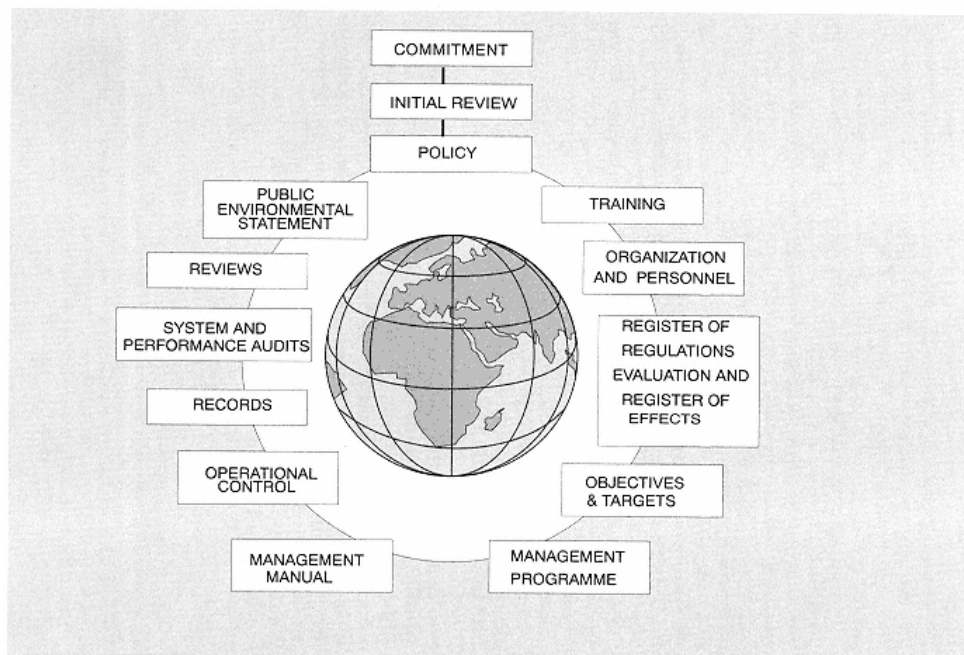 COMMITMENT
INITIAL REVIEW
POLICY
TRAINING
ORGANIZATION
AND PERSONNEL
REGISTER OF
REGULATIONS
EVALUATION AND
REGISTER OF
EFFECTS
OBJECTIVES
& TARGETS
MANAGEMENT
PROGRAMME
MANAGEMENT
MANUAL
OPERATIONAL
CONTROL
RECORDS
SYSTEM AND
PERFORMANCE AUDITS
REVIEWS
PUBLIC
ENVIRONMENTAL
STATEMENT